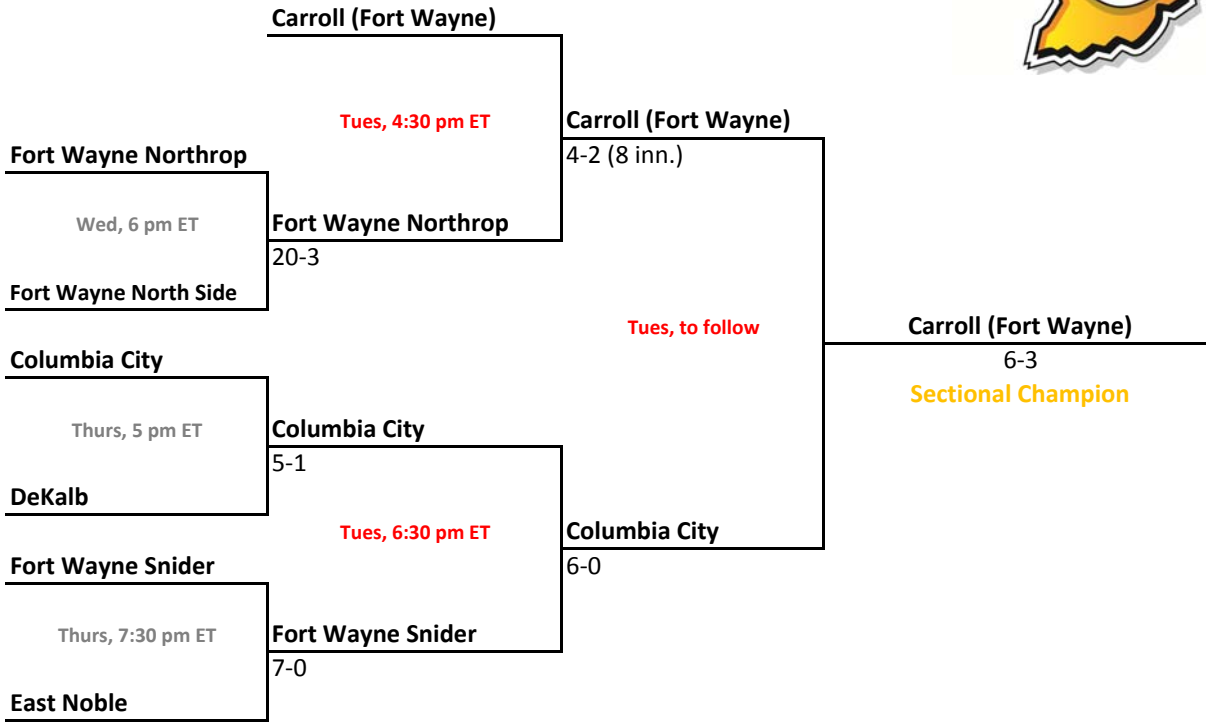 Carroll (Fort Wayne)
Tues, 4:30 pm ET
Carroll (Fort Wayne)
4-2 (8 inn.)
Fort Wayne Northrop
Wed, 6 pm ET
Fort Wayne Northrop
20-3
Fort Wayne North Side
Tues, to follow
Carroll (Fort Wayne)
6-3
Sectional Champion
Columbia City
Thurs, 5 pm ET
Columbia City
5-1
DeKalb
Tues, 6:30 pm ET
Columbia City
6-0
Fort Wayne Snider
Thurs, 7:30 pm ET
Fort Wayne Snider
7-0
East Noble